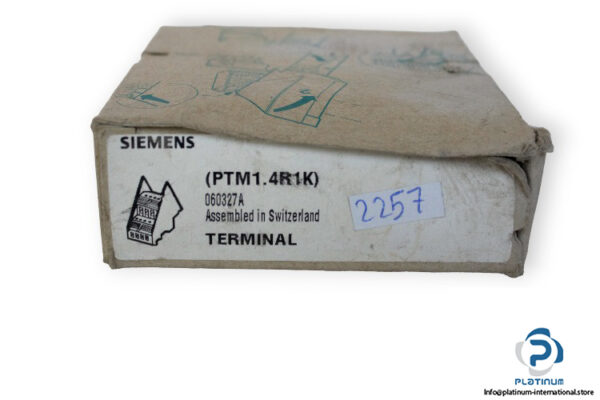 SIEMENS
(PTM1.4R1K)
060327A
Assembled in Switzerland
TERMINAL
2257
PLATINUM
Info@platinum-international.store